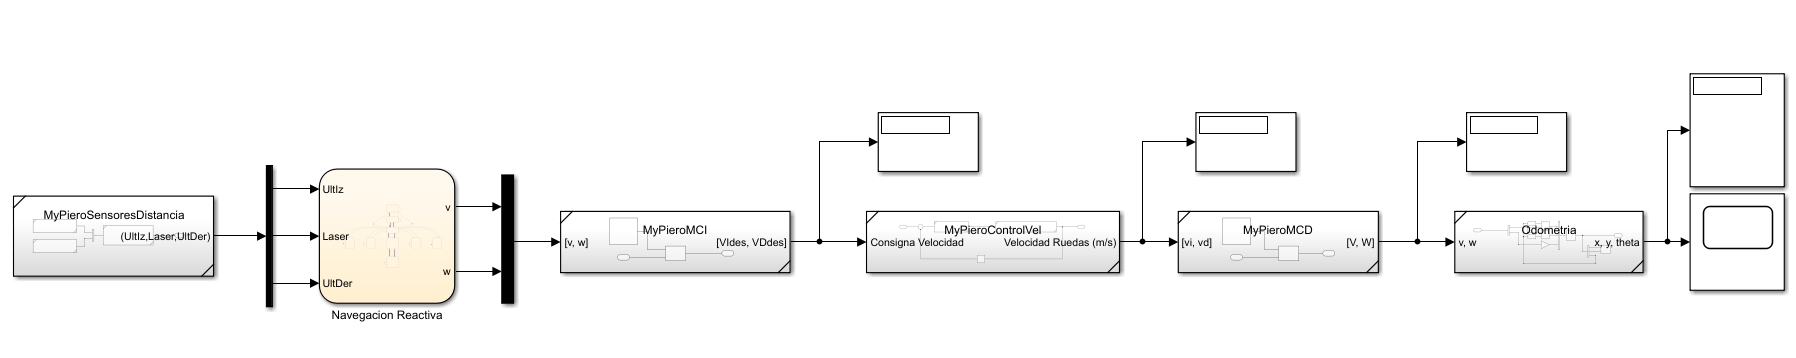 MyPieroSensoresDistancia
(UltIz,Laser,UltDer)
UltIz
Laser
UltDer
v
w
Navegacion Reactiva
MyPieroMCI
[v, w]
[VIdes, VDdes]
MyPieroControlVel
Consigna Velocidad
Velocidad Ruedas (m/s)
MyPieroMCD
[vi, vd]
[V, W]
Odometria
v, w
x, y, theta